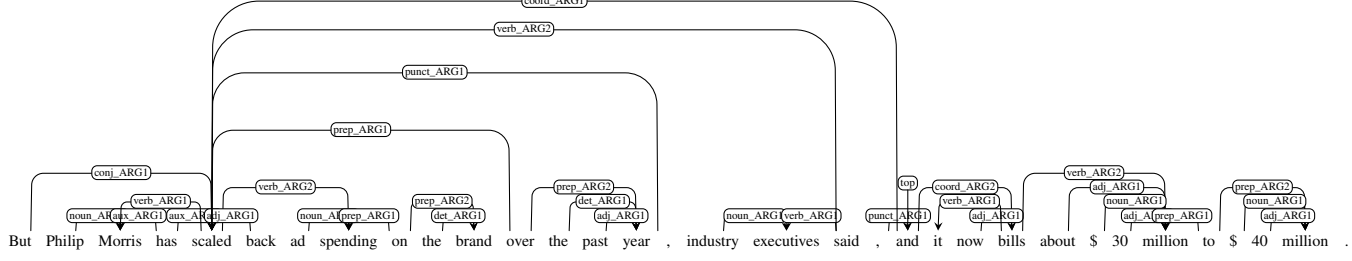 coord_ARG1
verb_ARG2
punct_ARG1
prep_ARG1
conj_ARG1 verb_ARG2 top verb_ARG2
verb_ARG1 prep_ARG2 prep_ARG2 det_ARG1 coord_ARG2 verb_ARG1 adj_ARG1 noun_ARG1 prep_ARG2 noun_ARG1
aux_ARG1 adj_ARG1 prep_ARG1 det_ARG1 adj_ARG1 noun_ARG1 verb_ARG1 punct_ARG1 adj_ARG1 prep_ARG1 adj_ARG1
But Philip Morris has scaled back ad spending on the brand over the past year , industry executives said , and it now bills about $ 30 million to $ 40 million .